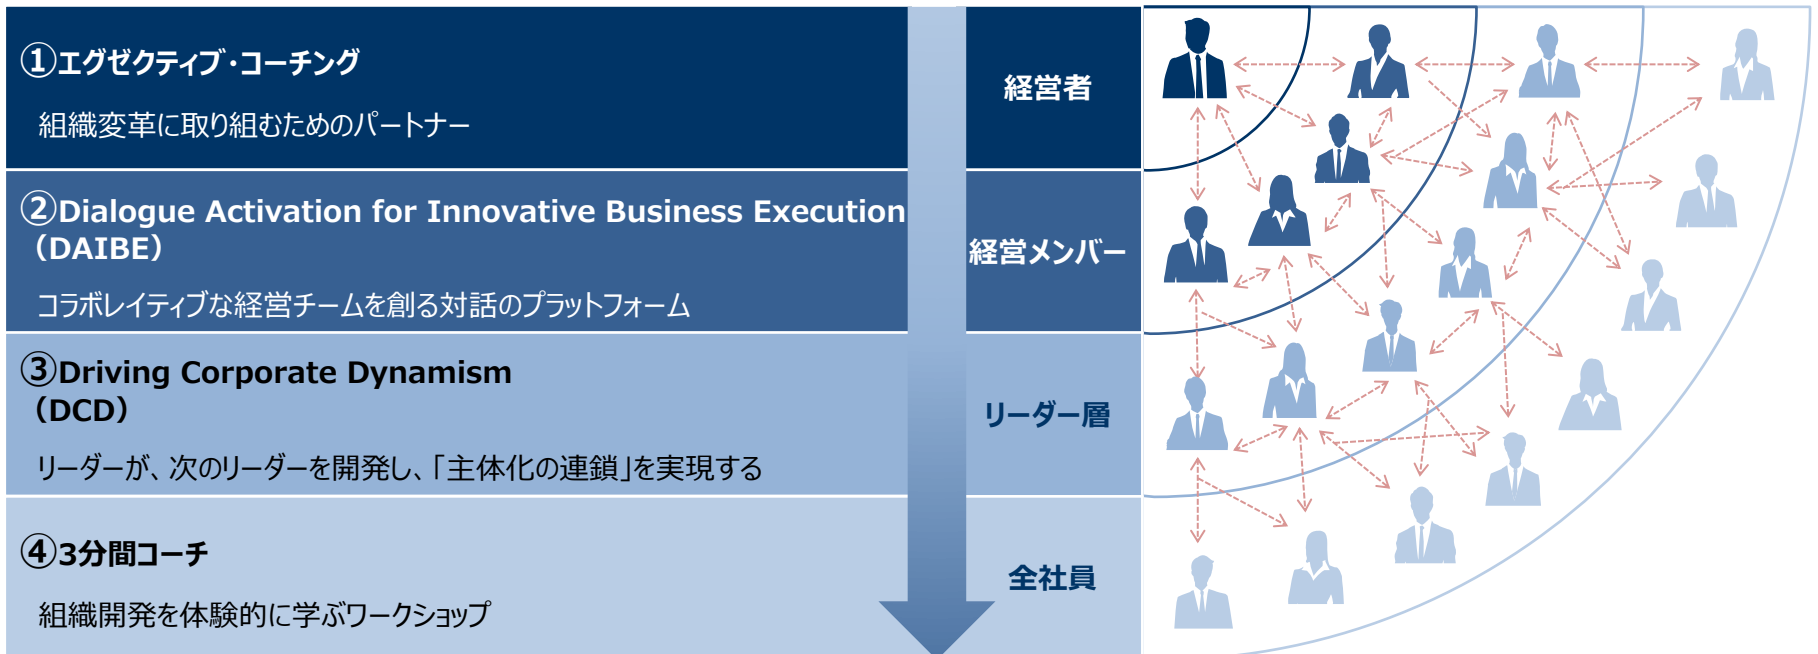 ①エグゼクティブ・コーチング
組織変革に取り組むためのパートナー
経営者
②Dialogue Activation for Innovative Business Execution
（DAIBE）
コラボレイティブな経営チームを創る対話のプラットフォーム
経営メンバー
③Driving Corporate Dynamism
（DCD）
リーダーが、次のリーダーを開発し、「主体化の連鎖」を実現する
リーダー層
④3分間コーチ
組織開発を体験的に学ぶワークショップ
全社員